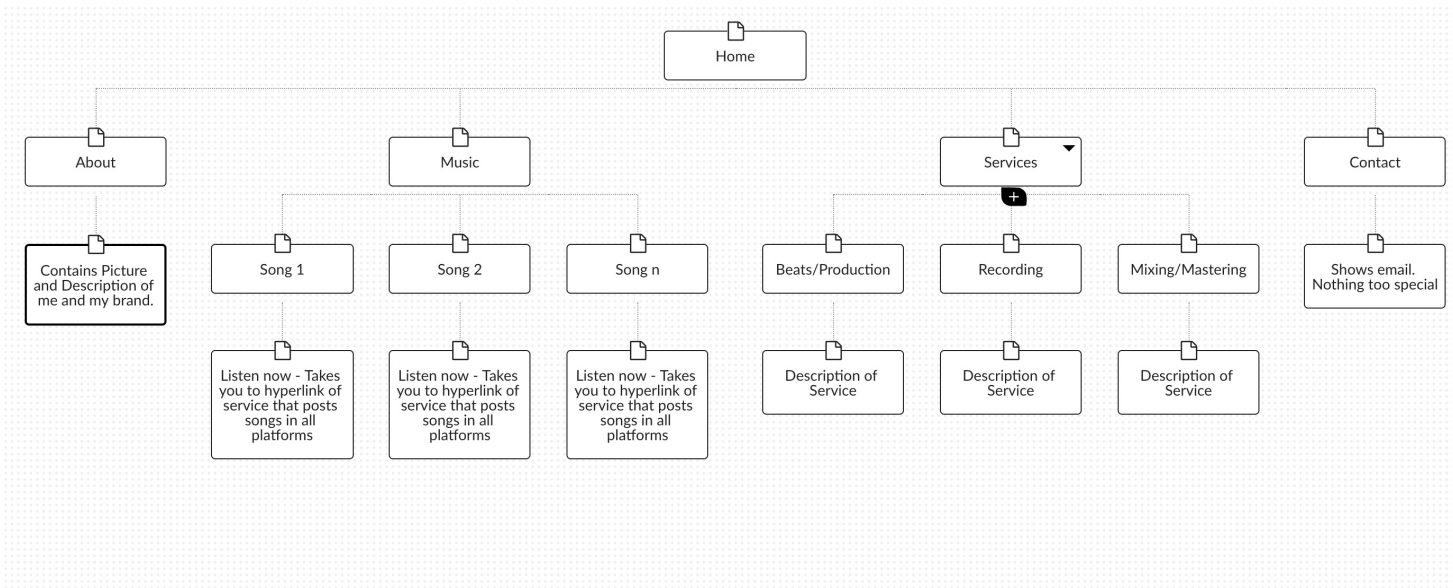 Home
About
Music
Services
Contact
Contains Picture
and Description of
me and my brand.
Song 1
Song 2
Song n
Beats/Production
Recording
Mixing/Mastering
Shows email.
Nothing too special
Listen now - Takes
you to hyperlink of
service that posts
songs in all
platforms
Listen now - Takes
you to hyperlink of
service that posts
songs in all
platforms
Listen now - Takes
you to hyperlink of
service that posts
songs in all
platforms
Description of
Service
Description of
Service
Description of
Service